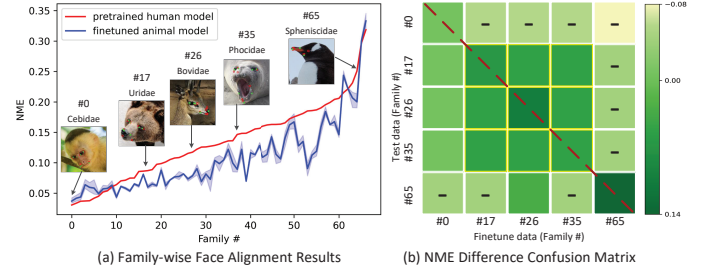 pretrained human model
finetuned animal model
NME
0.35
0.30
0.25
0.20
0.15
0.10
0.05
#0
Cebidae
#17
Uridae
#26
Bovidae
#35
Phocidae
#65
Spheniscidae
0 10 20 30 40 50 60
Family #
(a) Family-wise Face Alignment Results
Test data (Family #)
#0
#17
#26
#35
#65
#0 #17 #26 #35 #65
Finetune data (Family #)
−0.08
0.00
0.14
(b) NME Difference Confusion Matrix